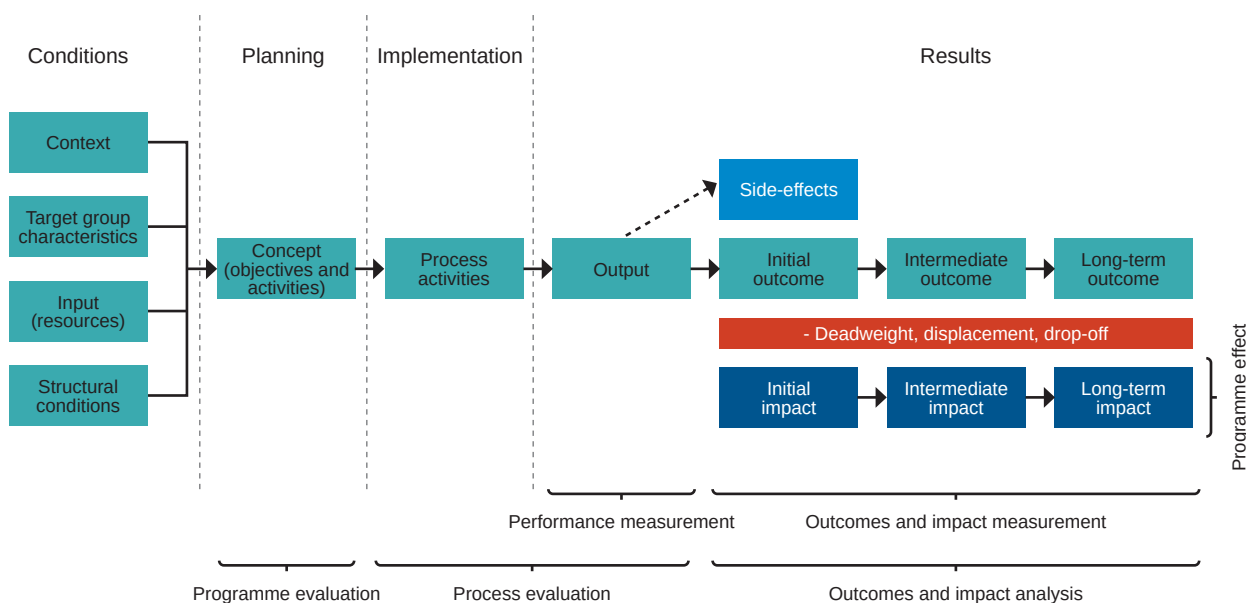 Conditions
Planning
Implementation
Results
Context
Target group
characteristics
Input
(resources)
Structural
conditions
Concept
(objectives and
activities)
Process
activities
Output
Side-effects
Initial
outcome
Intermediate
outcome
Long-term
outcome
- Deadweight, displacement, drop-off
Initial
impact
Intermediate
impact
Long-term
impact
Programme effect
Performance measurement
Outcomes and impact measurement
Programme evaluation
Process evaluation
Outcomes and impact analysis